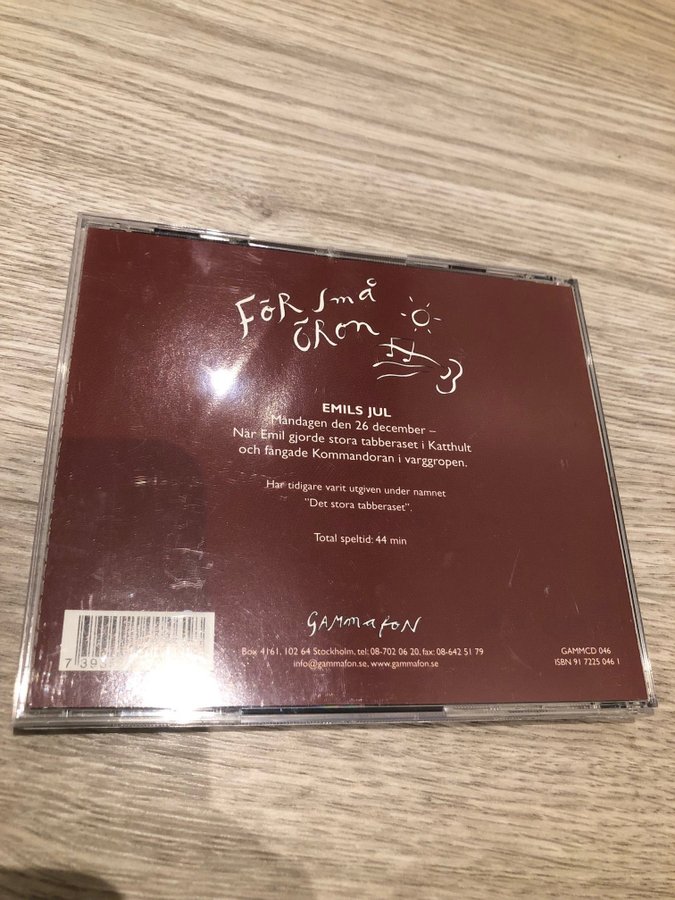 FöR små
öRon
EMILS JUL
Måndagen den 26 december –
När Emil gjorde stora tabberaset i Katthult
och fångade Kommandoran i varggropen.
Har tidigare varit utgiven under namnet
"Det stora tabberaset".
Total speltid: 44 min
GAMMAfON
Box 4161, 102 64 Stockholm, tel: 08-702 06 20, fax: 08-642 51 79
info@gammafon.se, www.gammafon.se
GAMMCD 046
ISBN 91 7225 046 1